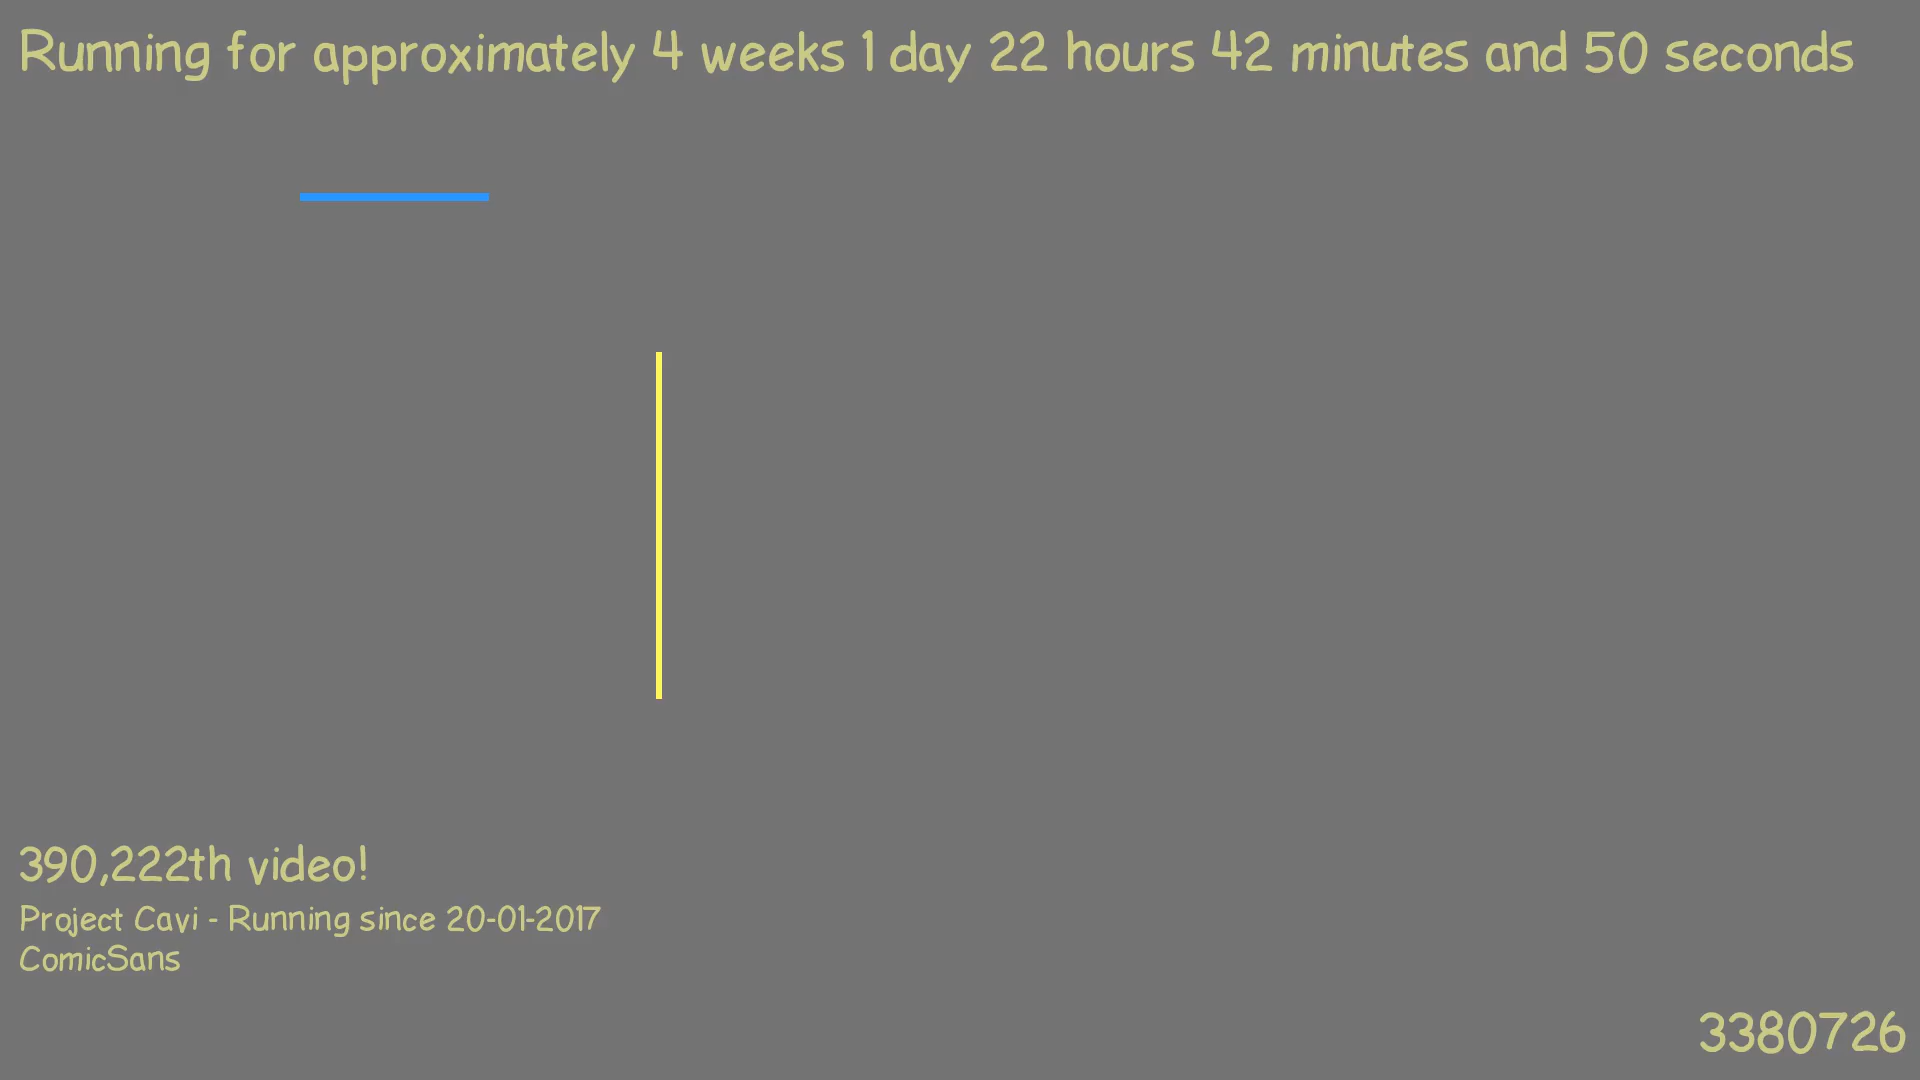 Running for approximately 4 weeks 1 day 22 hours 42 minutes and 50 seconds
390,222th video!
Project Cavi - Running since 20-01-2017
ComicSans
3380726